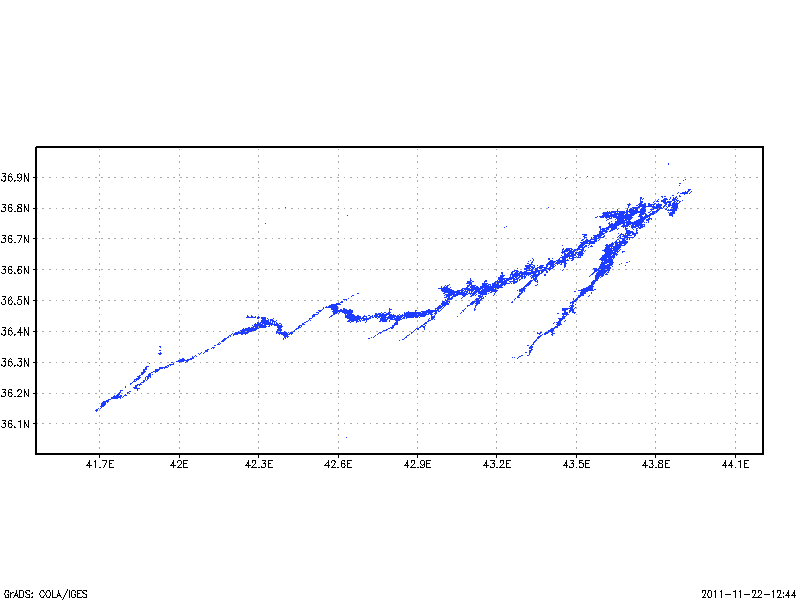 36.9N
36.8N
36.7N
36.6N
36.5N
36.4N
36.3N
36.2N
36.1N
41.7E 42E 42.3E 42.6E 42.9E 43.2E 43.5E 43.8E 44.1E
GrADS: COLA/IGES 2011-11-22-12:44